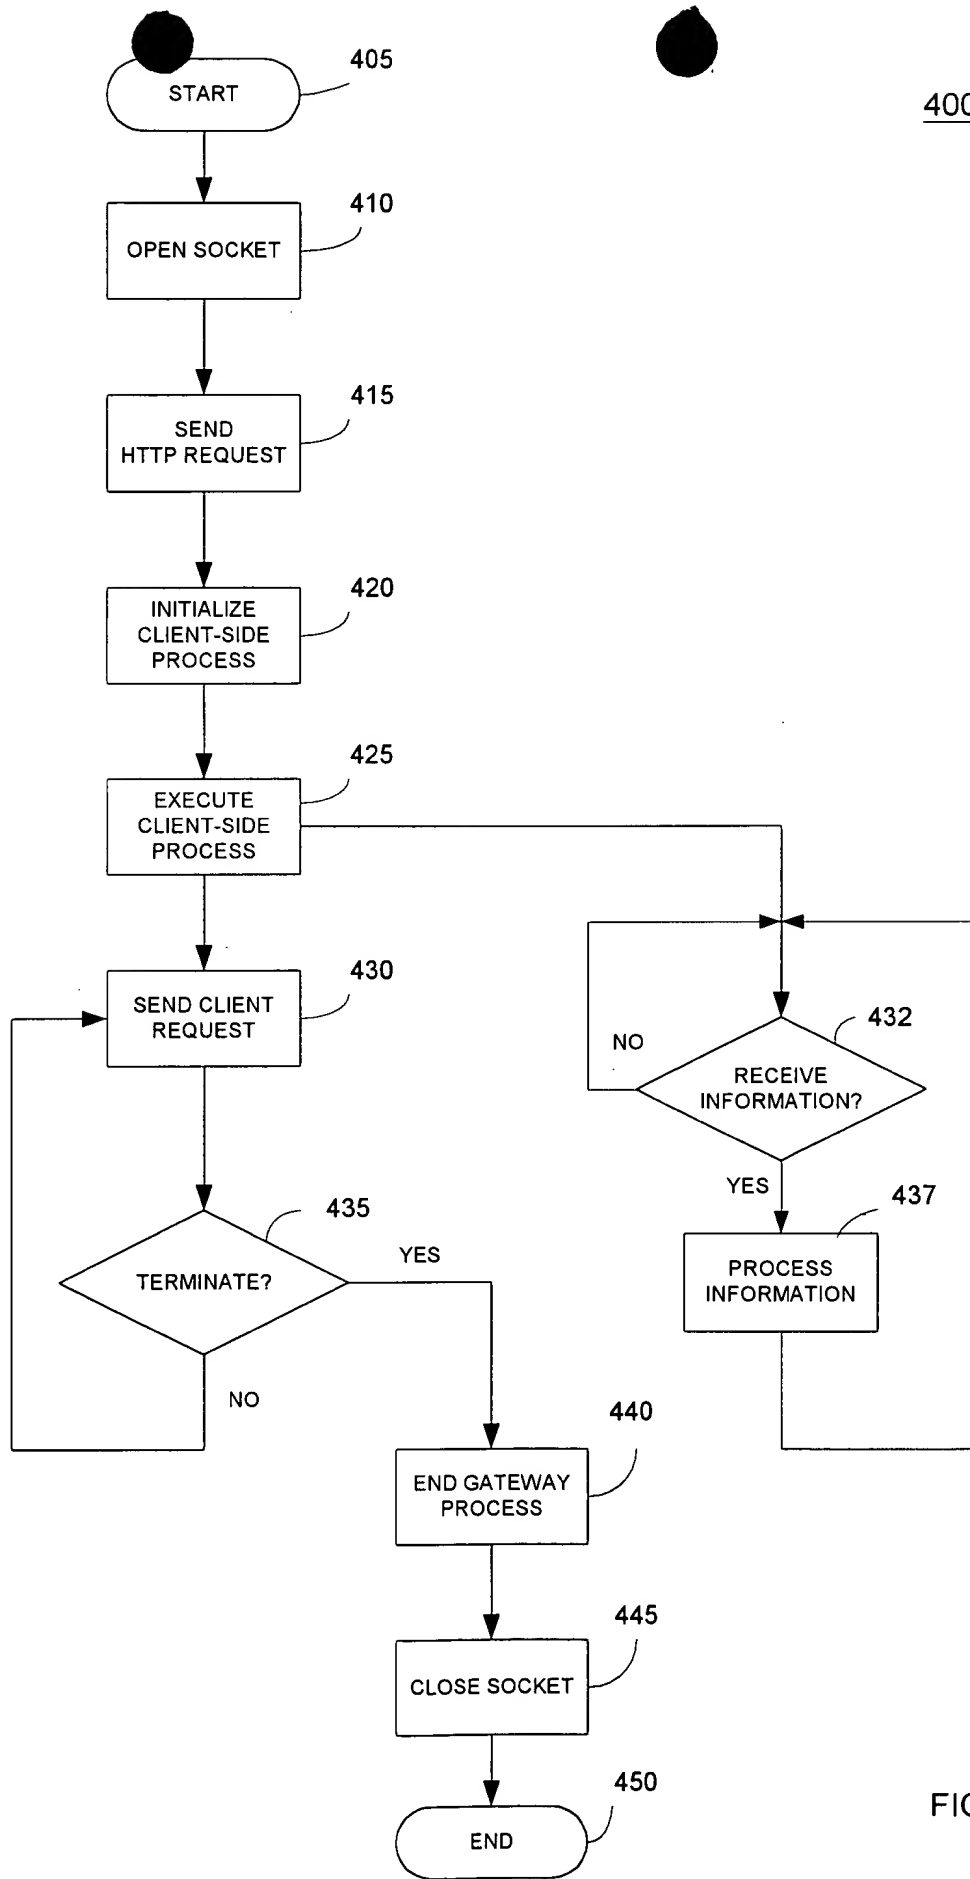 405
START
400
410
OPEN SOCKET
415
SEND
HTTP REQUEST
420
INITIALIZE
CLIENT-SIDE
PROCESS
425
EXECUTE
CLIENT-SIDE
PROCESS
430
SEND CLIENT
REQUEST
432
NO
RECEIVE
INFORMATION?
YES
437
PROCESS
INFORMATION
435
TERMINATE?
YES
NO
440
END GATEWAY
PROCESS
445
CLOSE SOCKET
450
END
FIG